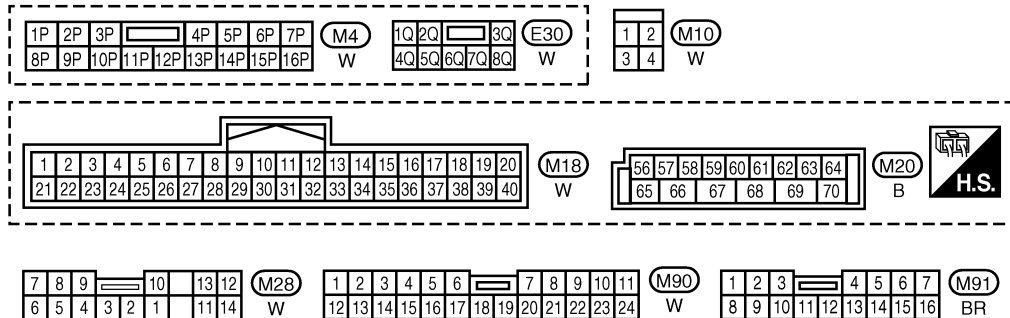 1P 2P 3P 4P 5P 6P 7P M4
8P 9P 10P 11P 12P 13P 14P 15P 16P W
1Q 2Q 3Q E30
4Q 5Q 6Q 7Q 8Q W
1 2 M10
3 4 W
1 2 3 4 5 6 7 8 9 10 11 12 13 14 15 16 17 18 19 20 M18
21 22 23 24 25 26 27 28 29 30 31 32 33 34 35 36 37 38 39 40 W
56 57 58 59 60 61 62 63 64 M20
65 66 67 68 69 70 B
H.S.
7 8 9 10 13 12 M28
6 5 4 3 2 1 11 14 W
1 2 3 4 5 6 7 8 9 10 11 M90
12 13 14 15 16 17 18 19 20 21 22 23 24 W
1 2 3 4 5 6 7 M91
8 9 10 11 12 13 14 15 16 BR